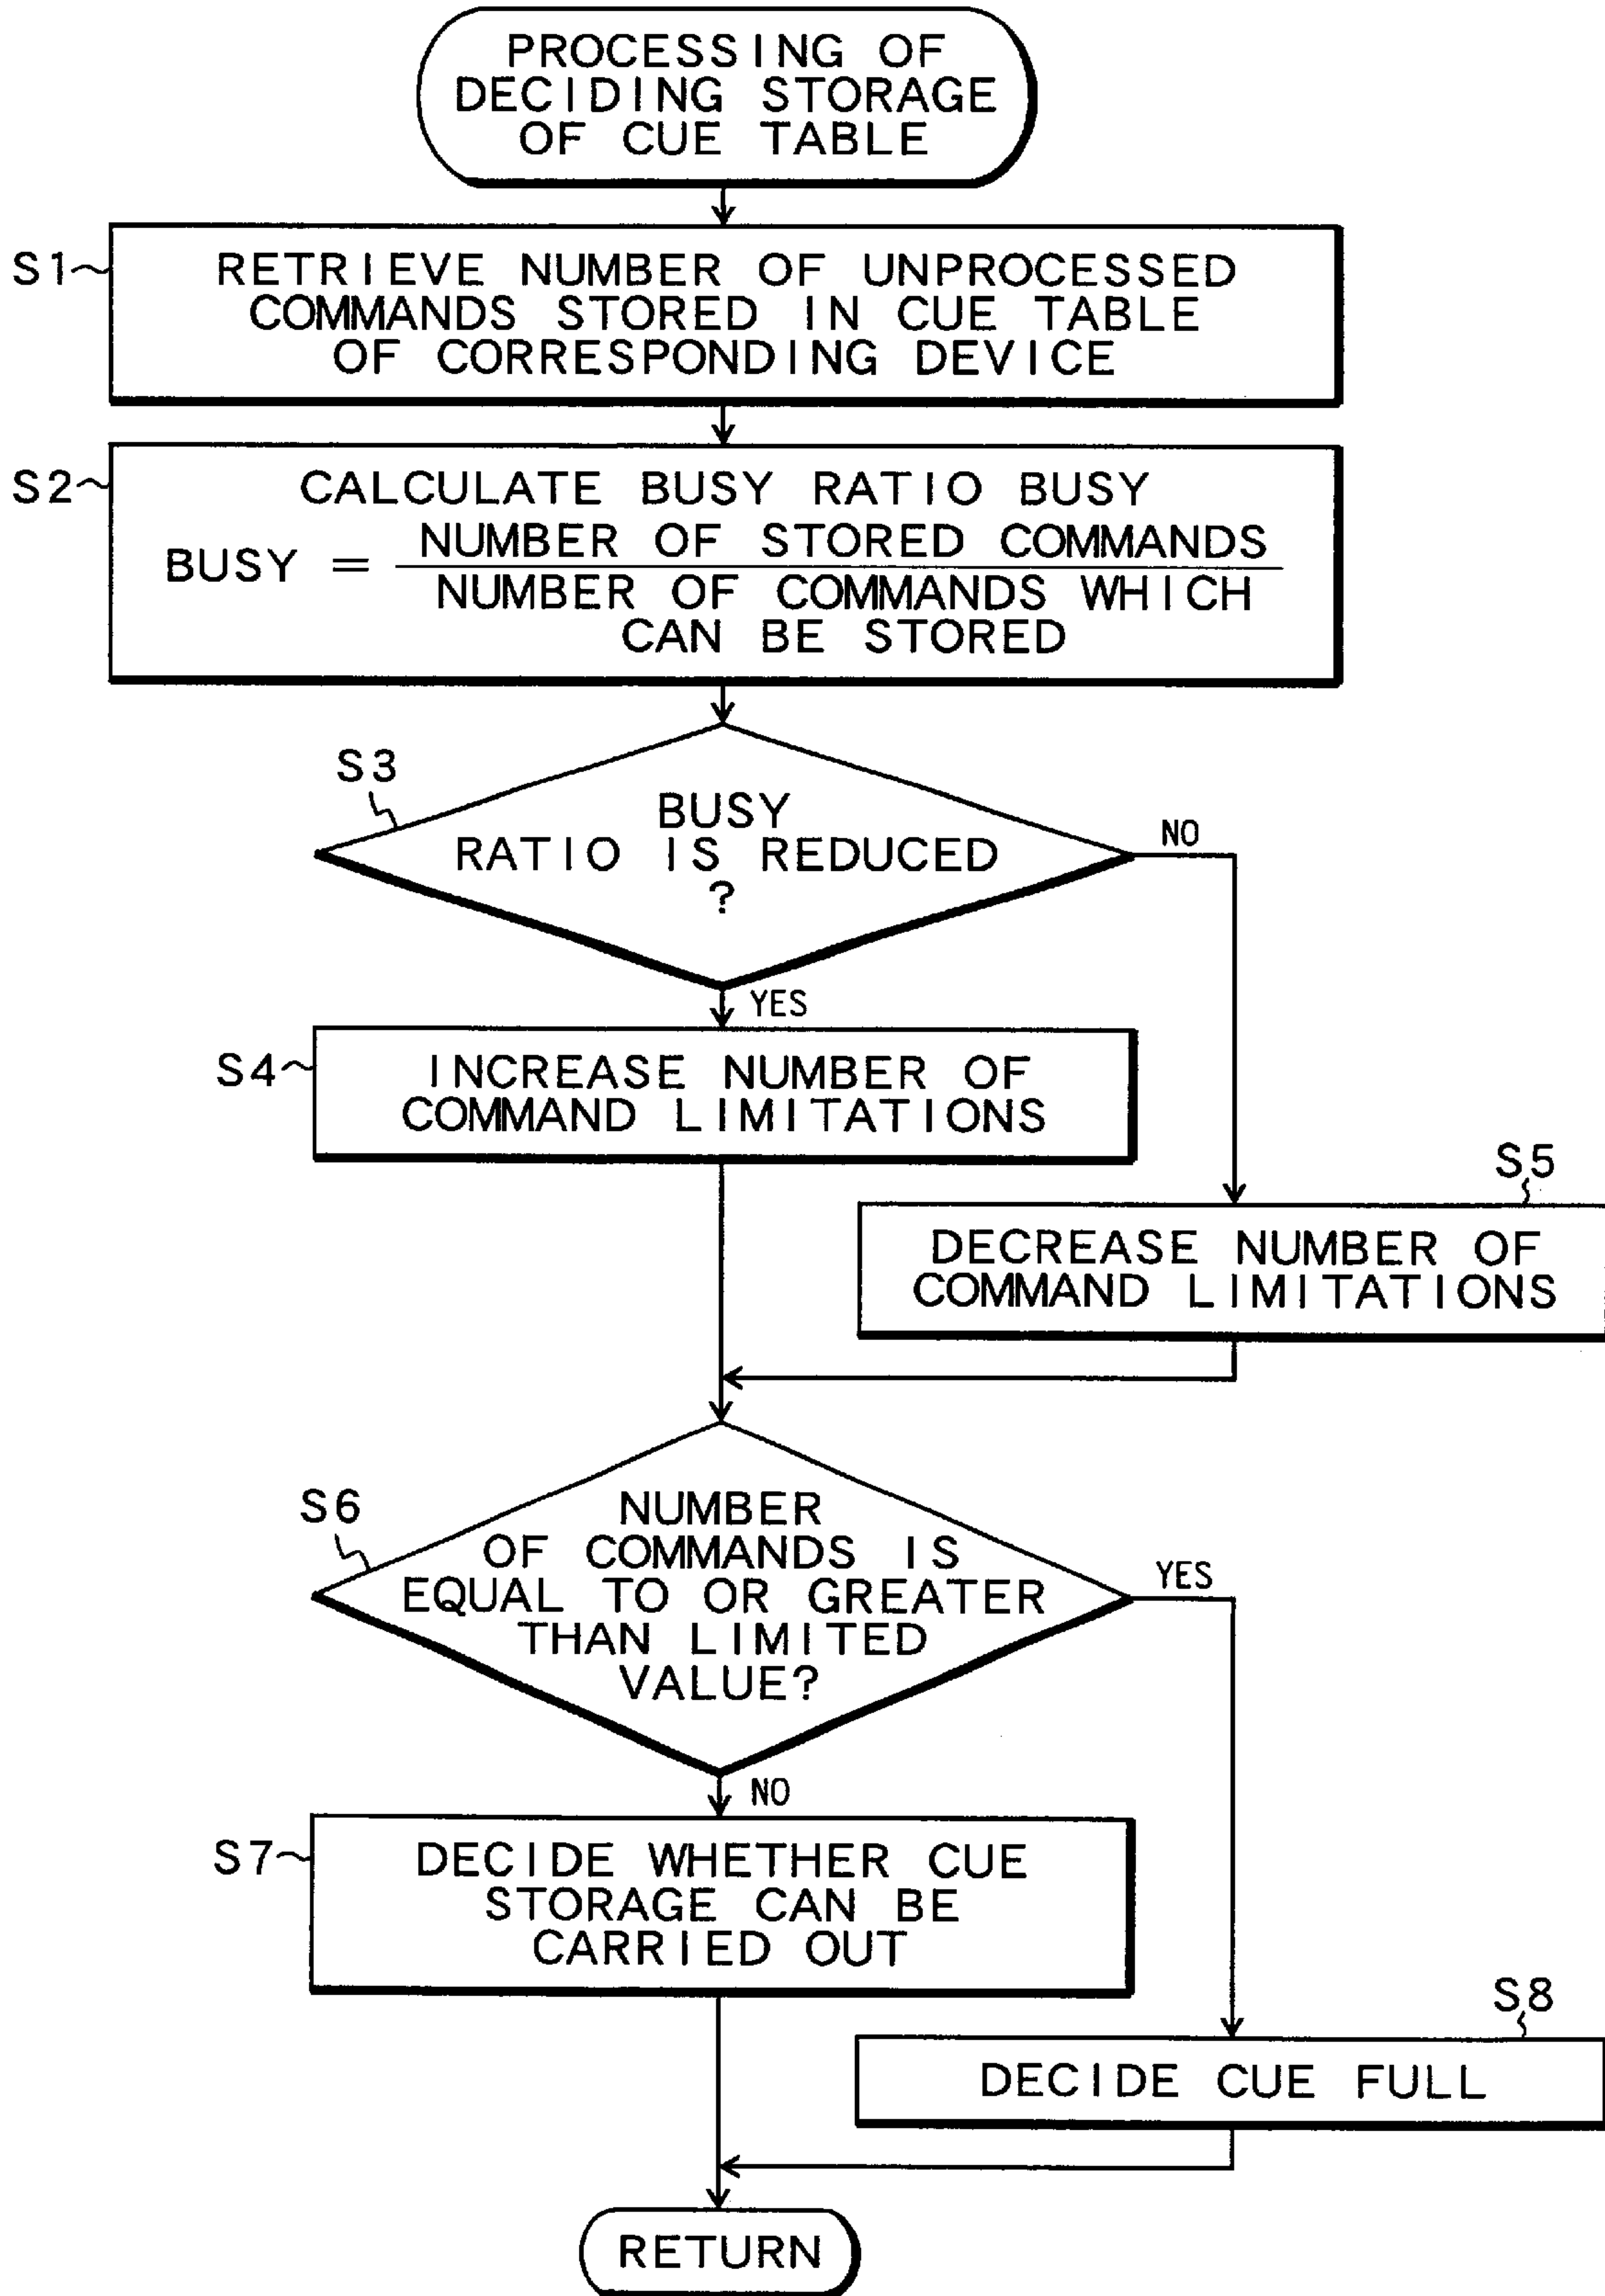 PROCESSING OF
DECIDING STORAGE
OF CUE TABLE
S1
RETRIEVE NUMBER OF UNPROCESSED
COMMANDS STORED IN CUE TABLE
OF CORRESPONDING DEVICE
S2
CALCULATE BUSY RATIO BUSY
BUSY = NUMBER OF STORED COMMANDS
NUMBER OF COMMANDS WHICH
CAN BE STORED
S3
BUSY
RATIO IS REDUCED
?
NO
YES
S4
INCREASE NUMBER OF
COMMAND LIMITATIONS
S5
DECREASE NUMBER OF
COMMAND LIMITATIONS
S6
NUMBER
OF COMMANDS IS
EQUAL TO OR GREATER
THAN LIMITED
VALUE?
YES
NO
S7
DECIDE WHETHER CUE
STORAGE CAN BE
CARRIED OUT
S8
DECIDE CUE FULL
RETURN